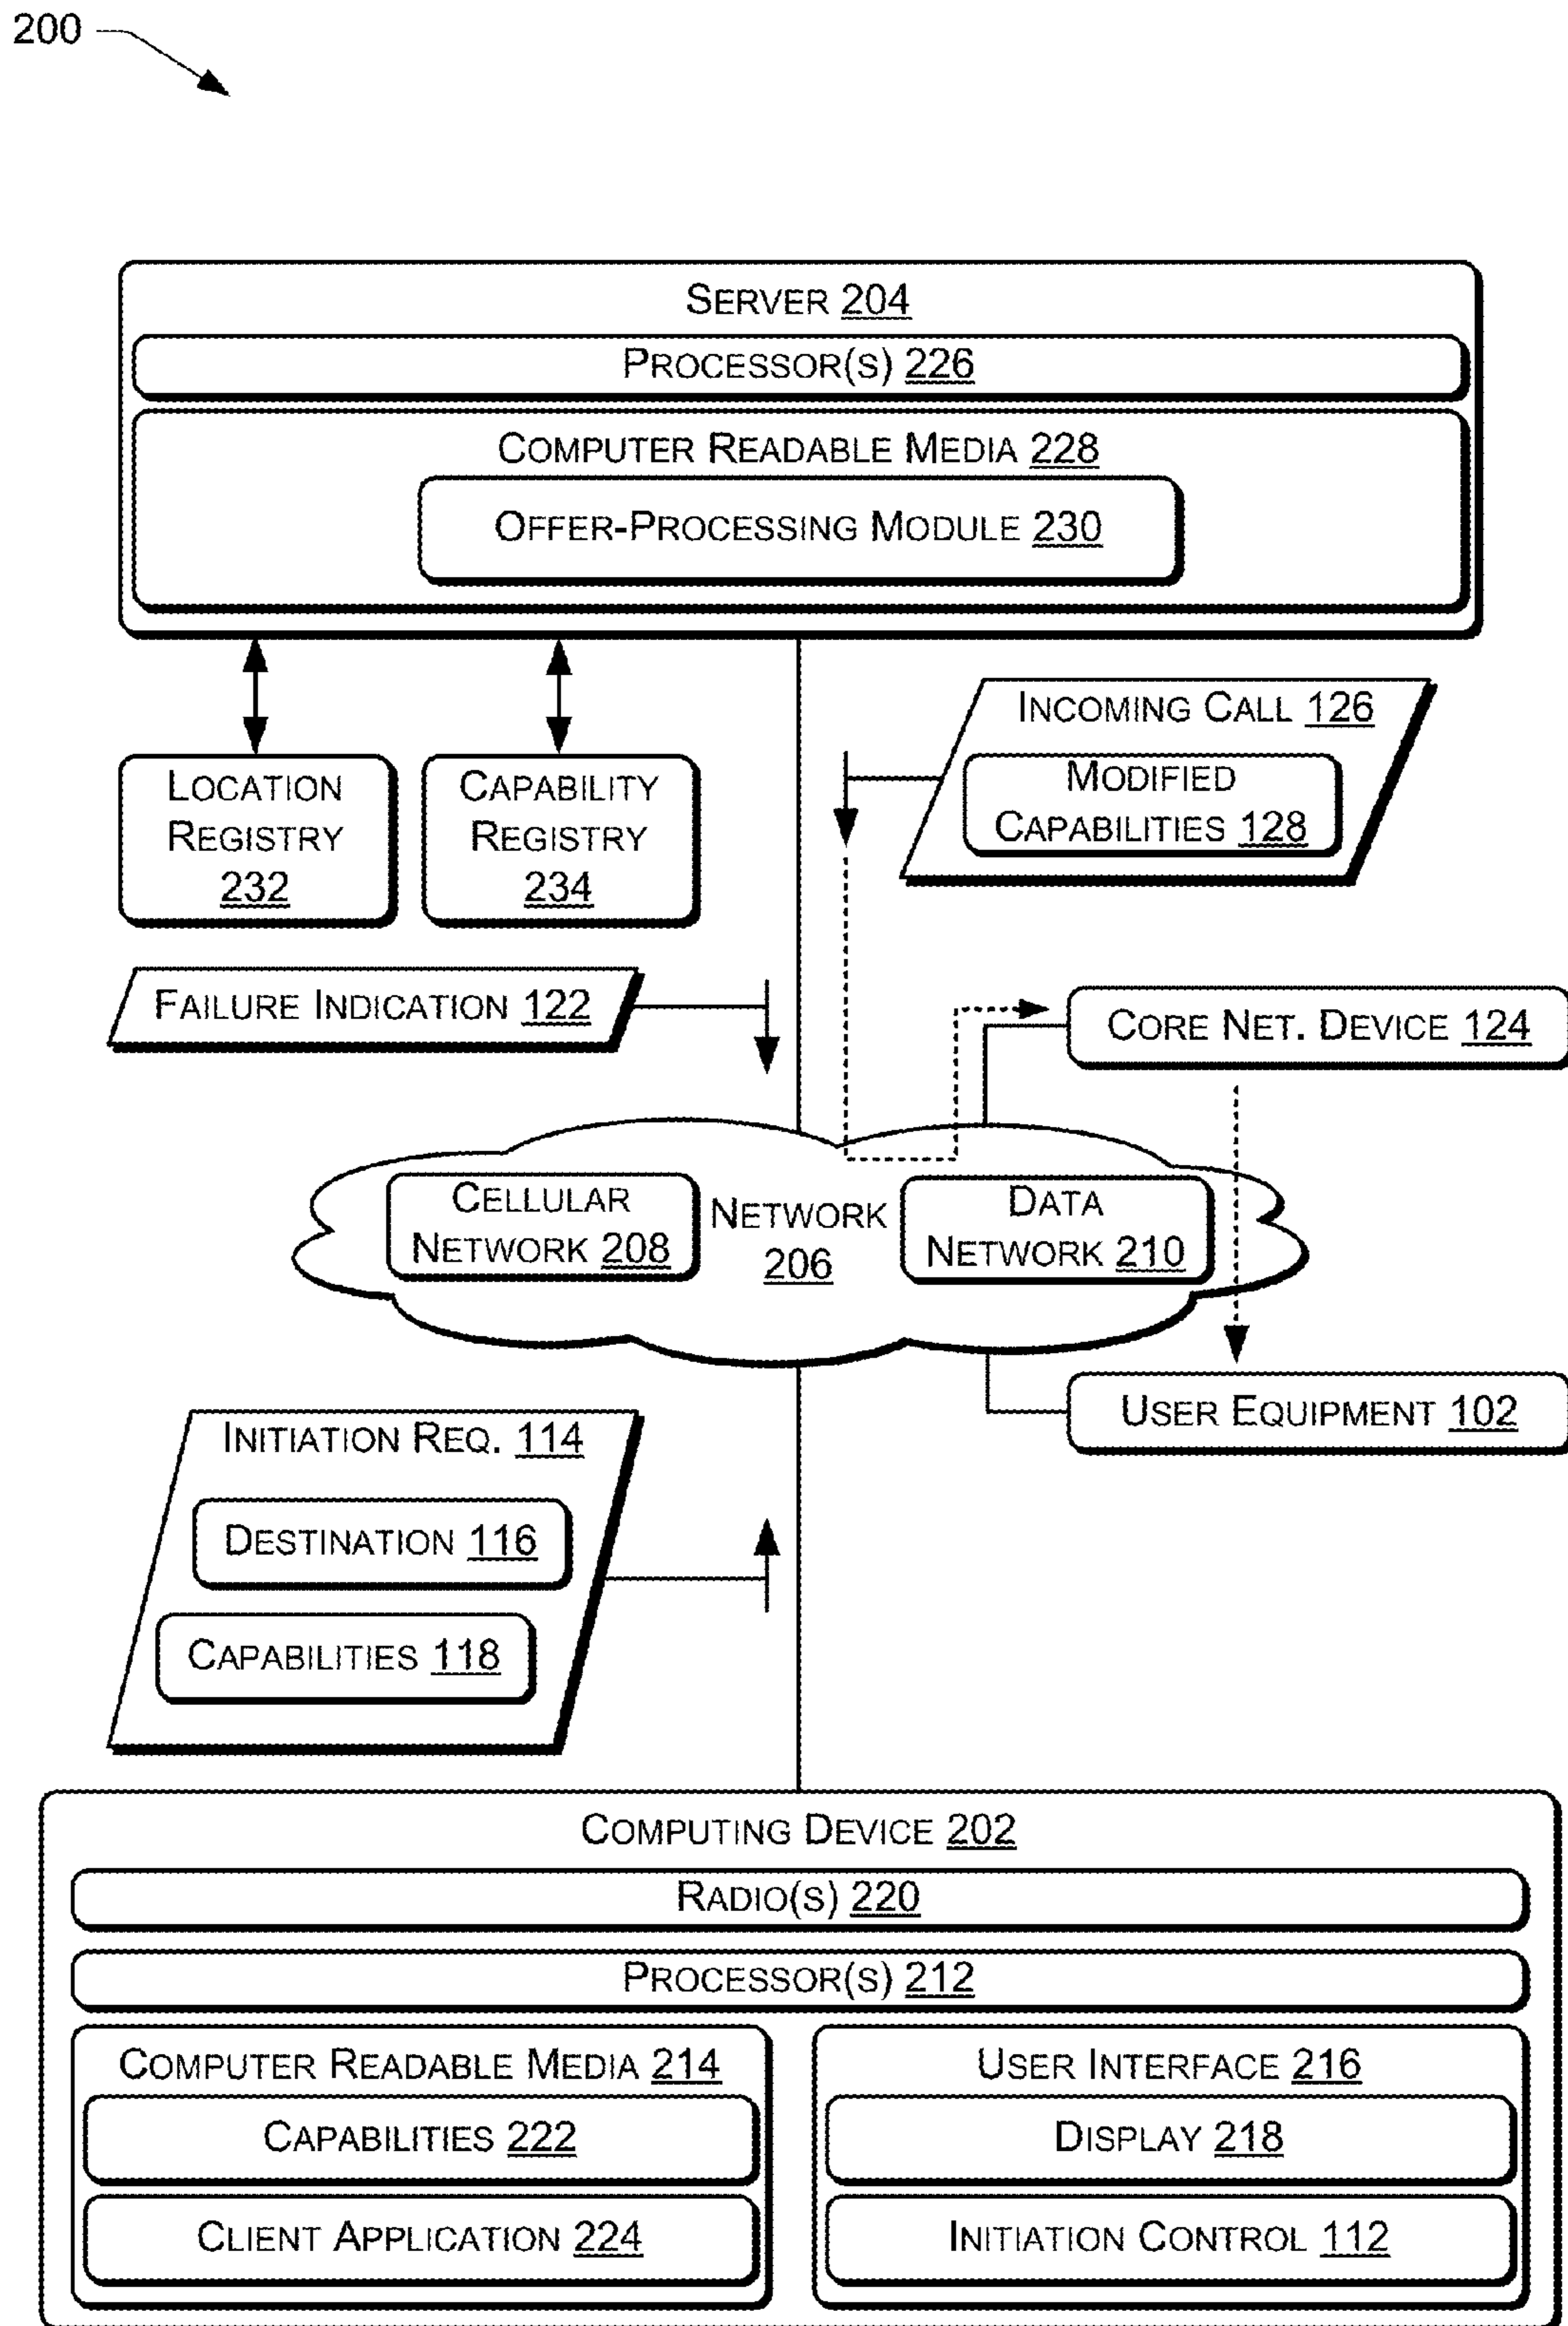 200
SERVER 204
PROCESSOR(S) 226
COMPUTER READABLE MEDIA 228
OFFER-PROCESSING MODULE 230
INCOMING CALL 126
MODIFIED
CAPABILITIES 128
LOCATION
REGISTRY
232
CAPABILITY
REGISTRY
234
FAILURE INDICATION 122
CORE NET. DEVICE 124
CELLULAR
NETWORK 208
NETWORK
206
DATA
NETWORK 210
USER EQUIPMENT 102
INITIATION REQ. 114
DESTINATION 116
CAPABILITIES 118
COMPUTING DEVICE 202
RADIO(S) 220
PROCESSOR(S) 212
COMPUTER READABLE MEDIA 214
CAPABILITIES 222
CLIENT APPLICATION 224
USER INTERFACE 216
DISPLAY 218
INITIATION CONTROL 112